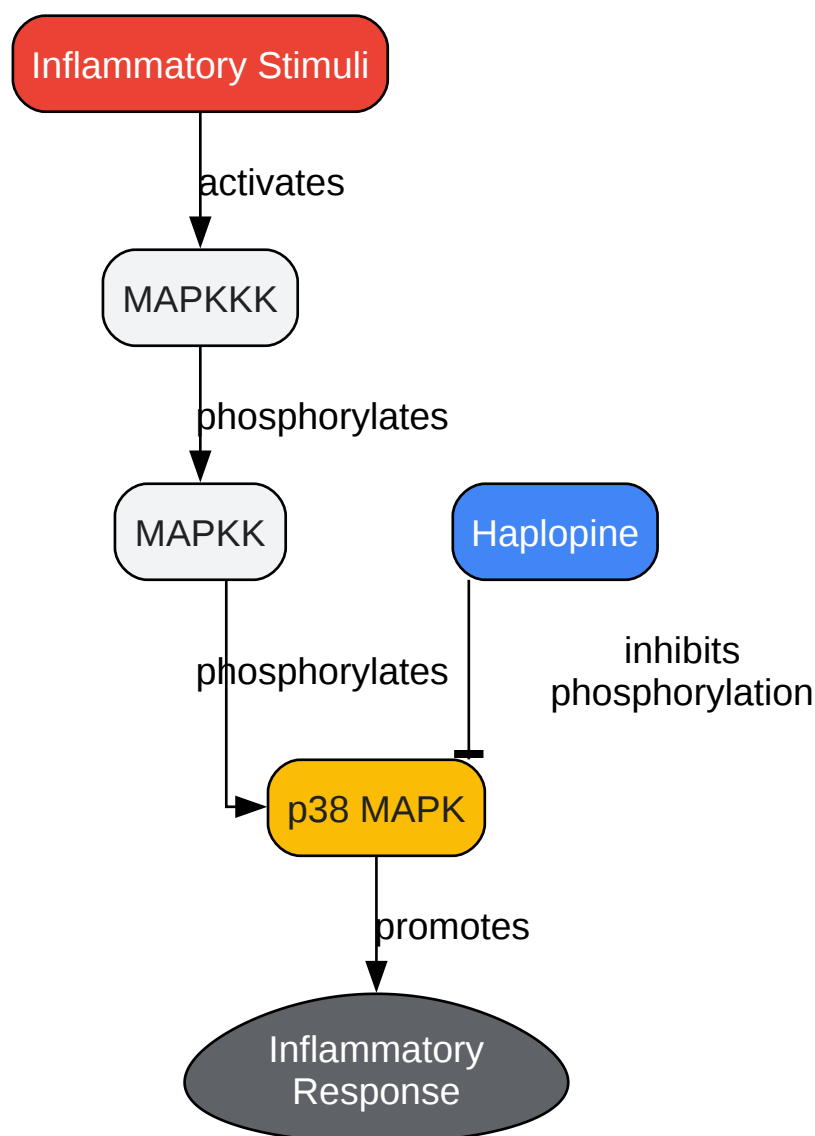 Inflammatory Stimuli
activates
MAPKKK
phosphorylates
MAPKK
Haplopine
phosphorylates
inhibits
phosphorylation
p38 MAPK
promotes
Inflammatory
Response